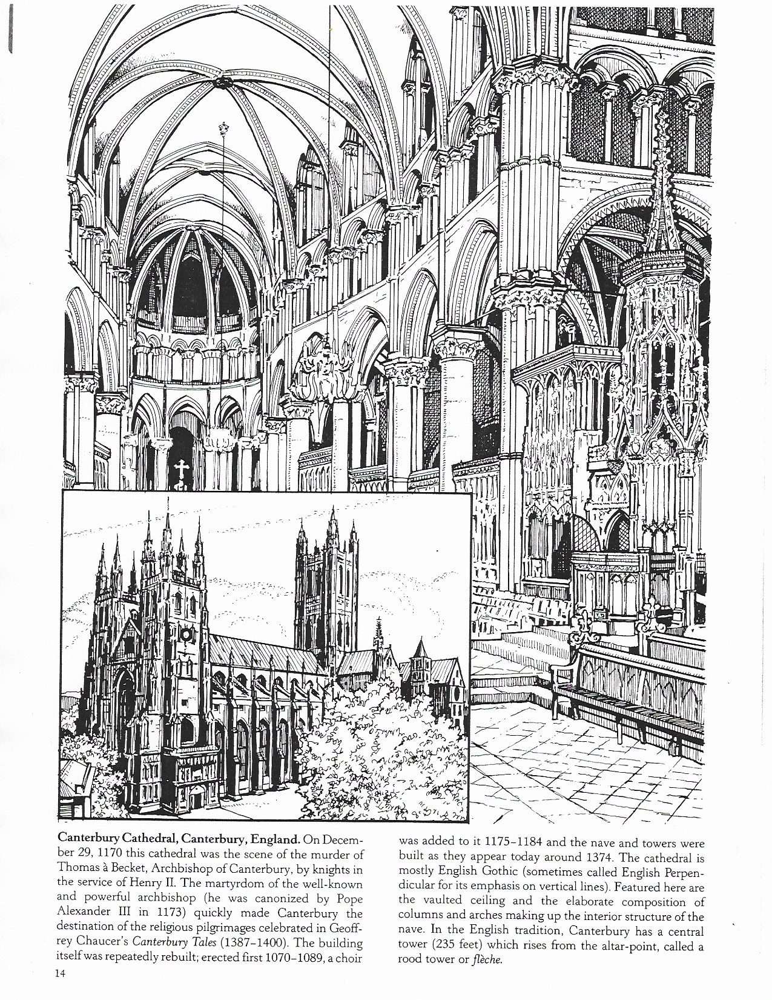 Canterbury Cathedral, Canterbury, England. On Decem-
ber 29, 1170 this cathedral was the scene of the murder of
Thomas à Becket, Archbishop of Canterbury, by knights in
the service of Henry II. The martyrdom of the well-known
and powerful archbishop (he was canonized by Pope
Alexander III in 1173) quickly made Canterbury the
destination of the religious pilgrimages celebrated in Geoff-
rey Chaucer's Canterbury Tales (1387–1400). The building
itself was repeatedly rebuilt; erected first 1070–1089, a choir
was added to it 1175–1184 and the nave and towers were
built as they appear today around 1374. The cathedral is
mostly English Gothic (sometimes called English Perpen-
dicular for its emphasis on vertical lines). Featured here are
the vaulted ceiling and the elaborate composition of
columns and arches making up the interior structure of the
nave. In the English tradition, Canterbury has a central
tower (235 feet) which rises from the altar-point, called a
rood tower or flèche.
14